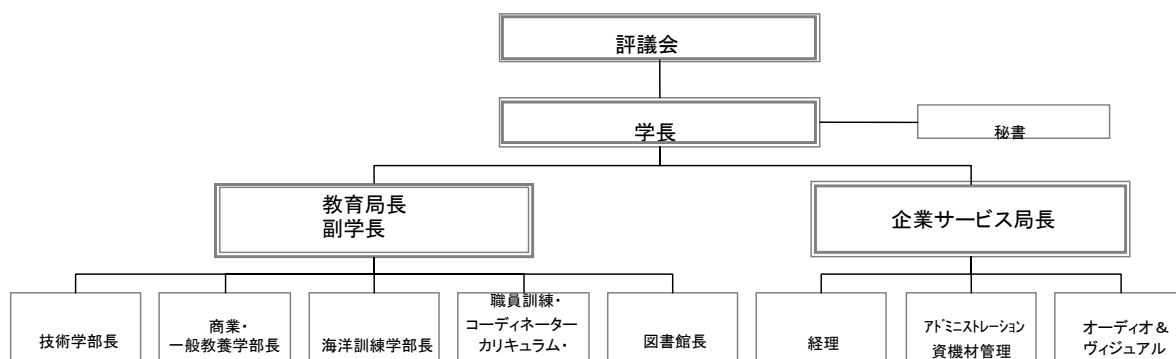 評議会
学長
秘書
教育局長
副学長
企業サービス局長
技術学部長
商業・
一般教養学部長
海洋訓練学部長
職員訓練・
コーディネーター
カリキュラム・
図書館長
経理
ｱﾄﾞﾐﾆｽﾄﾚｰｼｮﾝ
資機材管理
オーディオ＆
ヴィジュアル